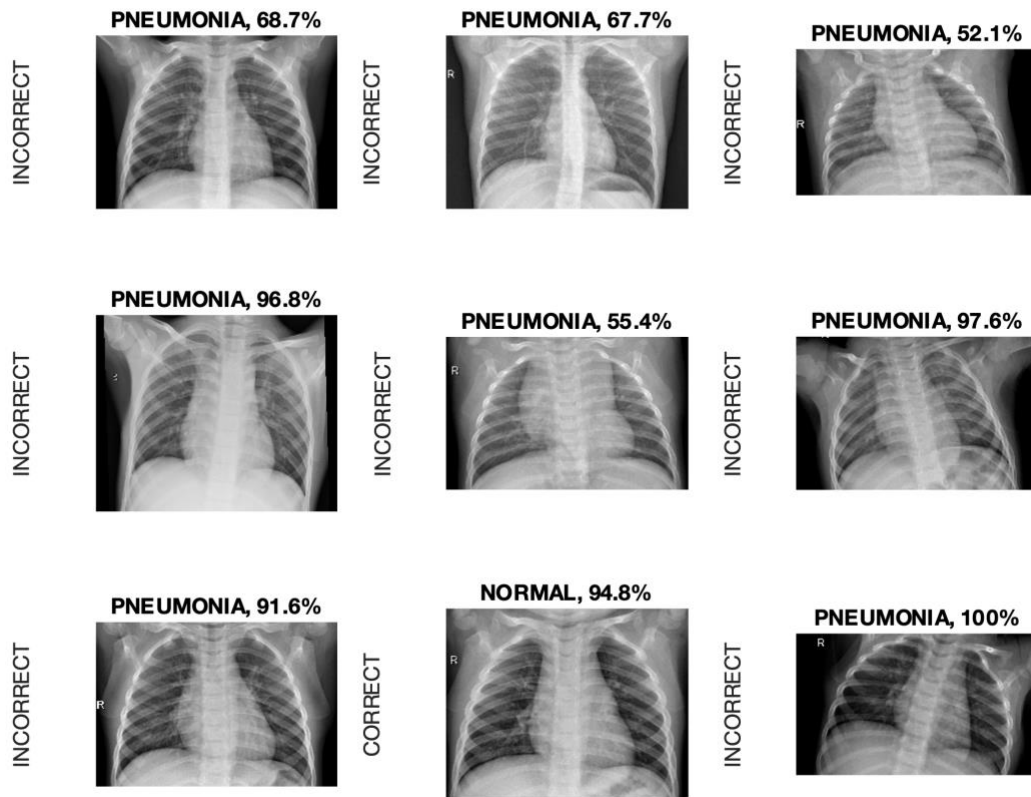 PNEUMONIA, 68.7%
INCORRECT
PNEUMONIA, 67.7%
INCORRECT
R
PNEUMONIA, 52.1%
INCORRECT
R
PNEUMONIA, 96.8%
INCORRECT
PNEUMONIA, 55.4%
INCORRECT
R
PNEUMONIA, 97.6%
INCORRECT
PNEUMONIA, 91.6%
INCORRECT
R
NORMAL, 94.8%
CORRECT
R
PNEUMONIA, 100%
INCORRECT
R